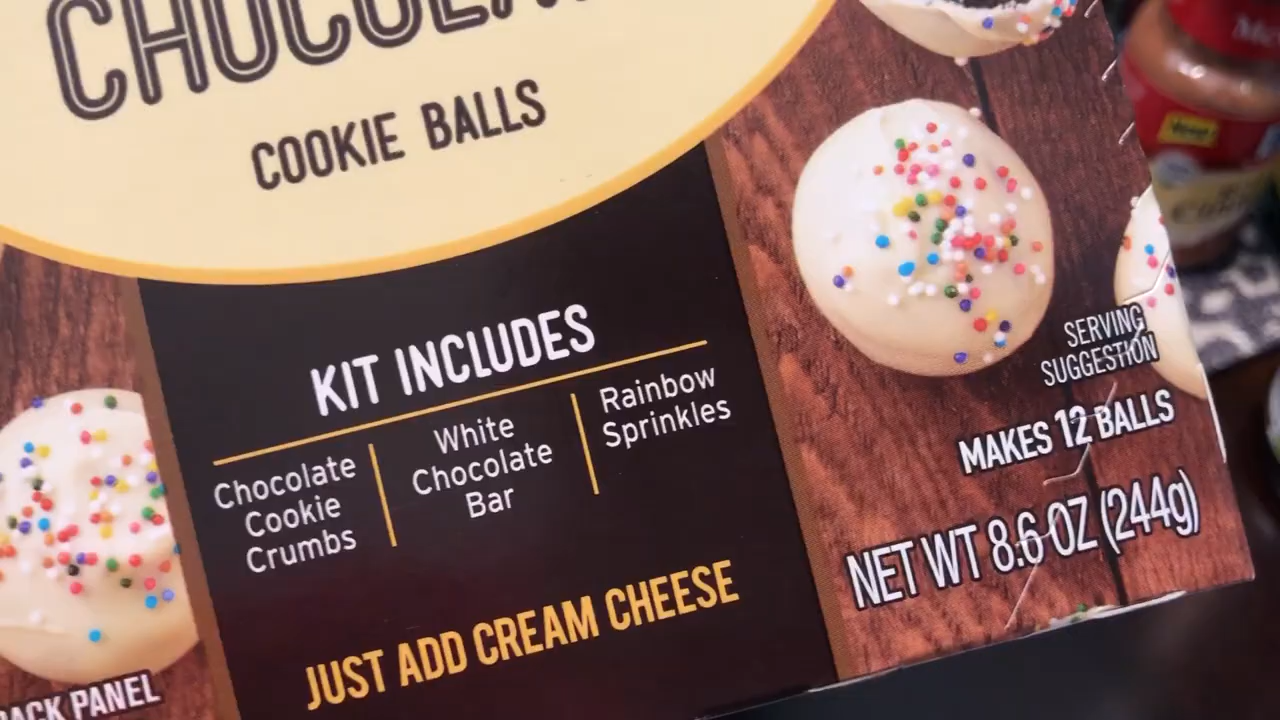 COOKIE BALLS
KIT INCLUDES
Chocolate
Cookie
Crumbs
White
Chocolate
Bar
Rainbow
Sprinkles
JUST ADD CREAM CHEESE
SERVING
SUGGESTION
MAKES 12 BALLS
NET WT 8.6 OZ (244g)
PANEL